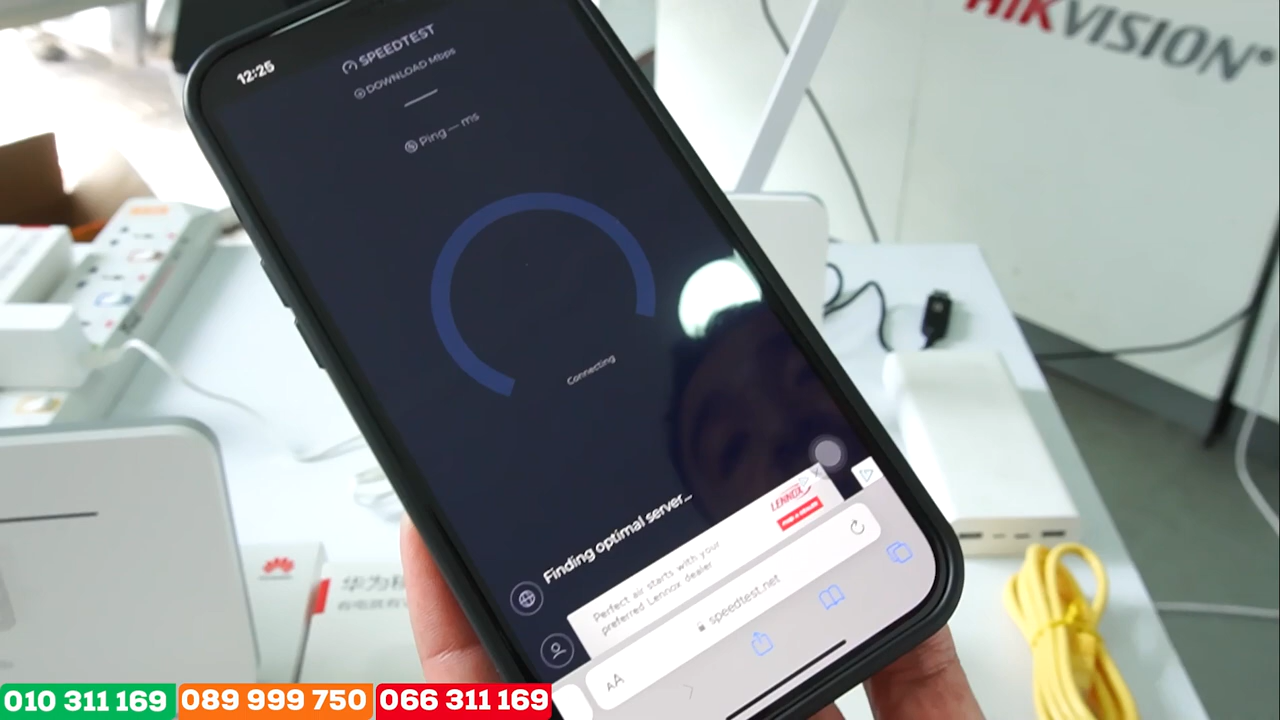 HIKVISION®
12:25
SPEEDTEST
DOWNLOAD Mbps
Ping — ms
Connecting
Finding optimal server...
LENNOX
Perfect air starts with your
preferred Lennox dealer
speedtest.net
AA
华为
010 311 169
089 999 750
066 311 169